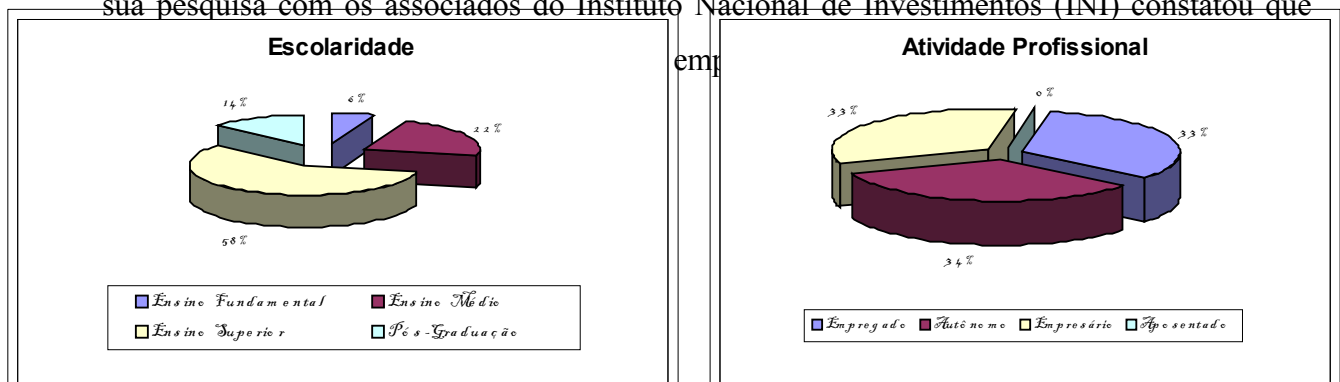 sua pesquisa com os associados do Instituto Nacional de Investimentos (INI) constatou que
Escolaridade
14%
6%
22%
58%
Ensino Fundamental
Ensino Médio
Ensino Superior
Pós-Graduação
Atividade Profissional
33%
0%
33%
34%
Empregado
Autônomo
Empresário
Aposentado